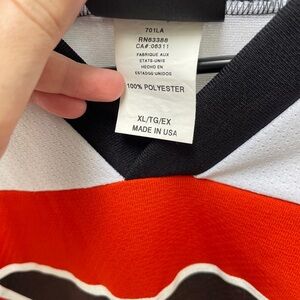 701LA
RN63388
CA#:06311
FABRIQUE AUX
ETATS-UNIS
HECHO EN
ESTADOS UNIDOS
100% POLYESTER
XL/TG/EX
MADE IN USA